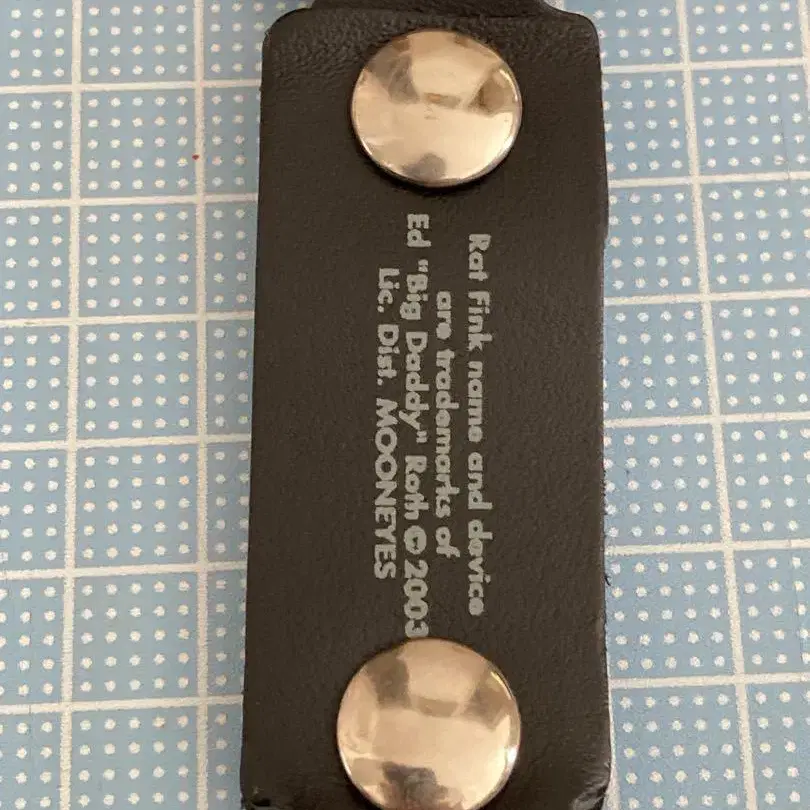 Rat Fink name and device
are trademarks of
Ed "Big Daddy" Roth © 2003
Lic. Dist. MOONEYES